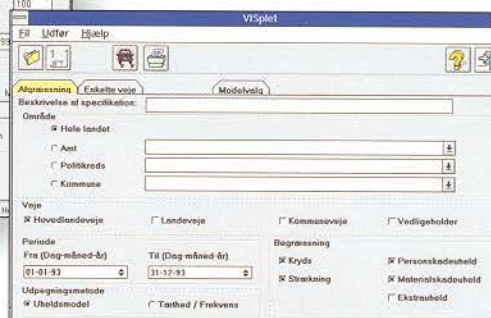 100
VISplet
Fil Udfør Hjælp
Afgrænsning Enkelte veje Modelvalg
Beskrivelse af specifikation:
Område
Hele landet
Amt
Politikreds
Kommune
Veje
Hovedlandeveje Landeveje Kommuneveje Vedligeholder
Periode Begrænsning
Fra (Dag-måned-år) Til (Dag-måned-år) Kryds Personskadeuheld
01-01-93 31-12-93 Strækning Materielskadeuheld
Udpegningsmetode Ekstrauheld
Uheldsmodel Tæthed / Frekvens